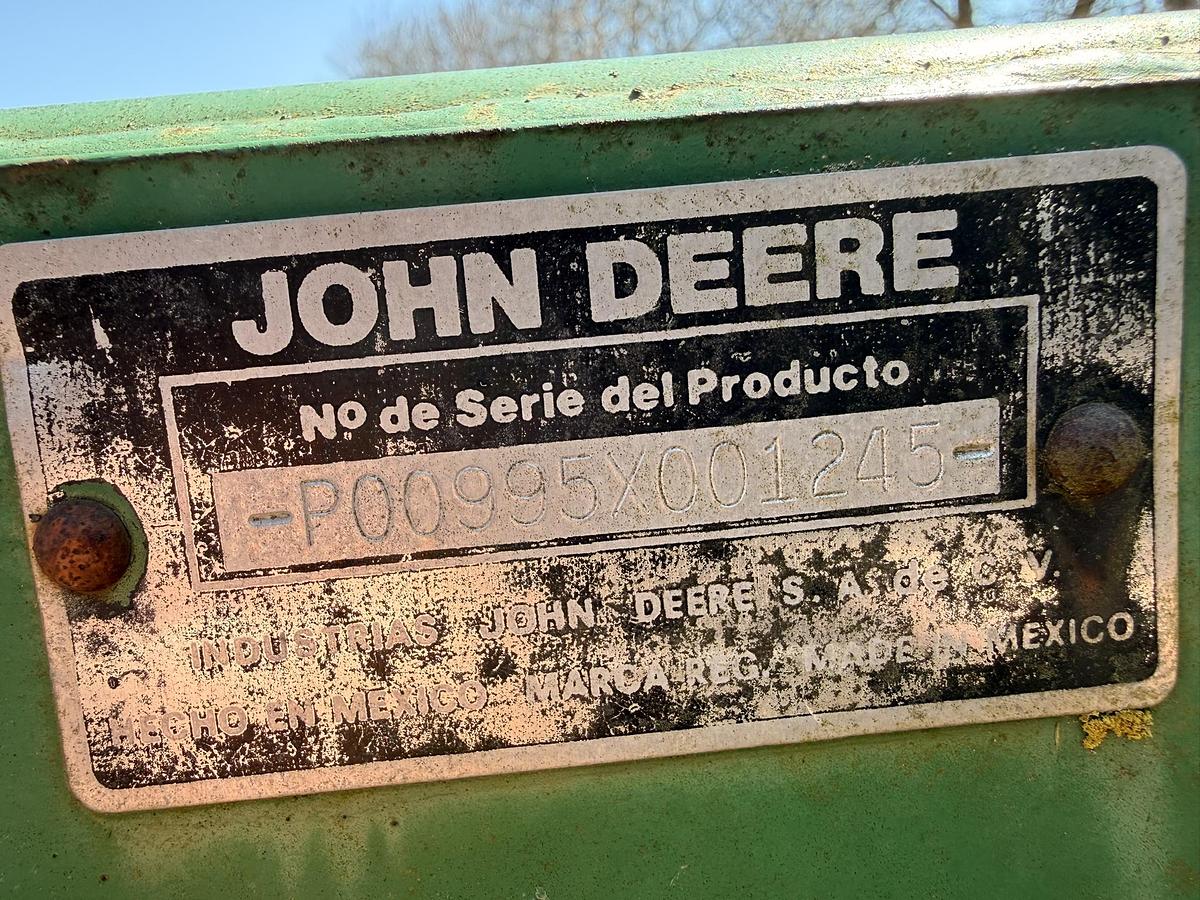 JOHN DEERE
Nº de Serie del Producto
-P00995X001245-
INDUSTRIAS JOHN DEERE S. A. de C V.
HECHO EN MEXICO MARCA REG. MADE IN MEXICO